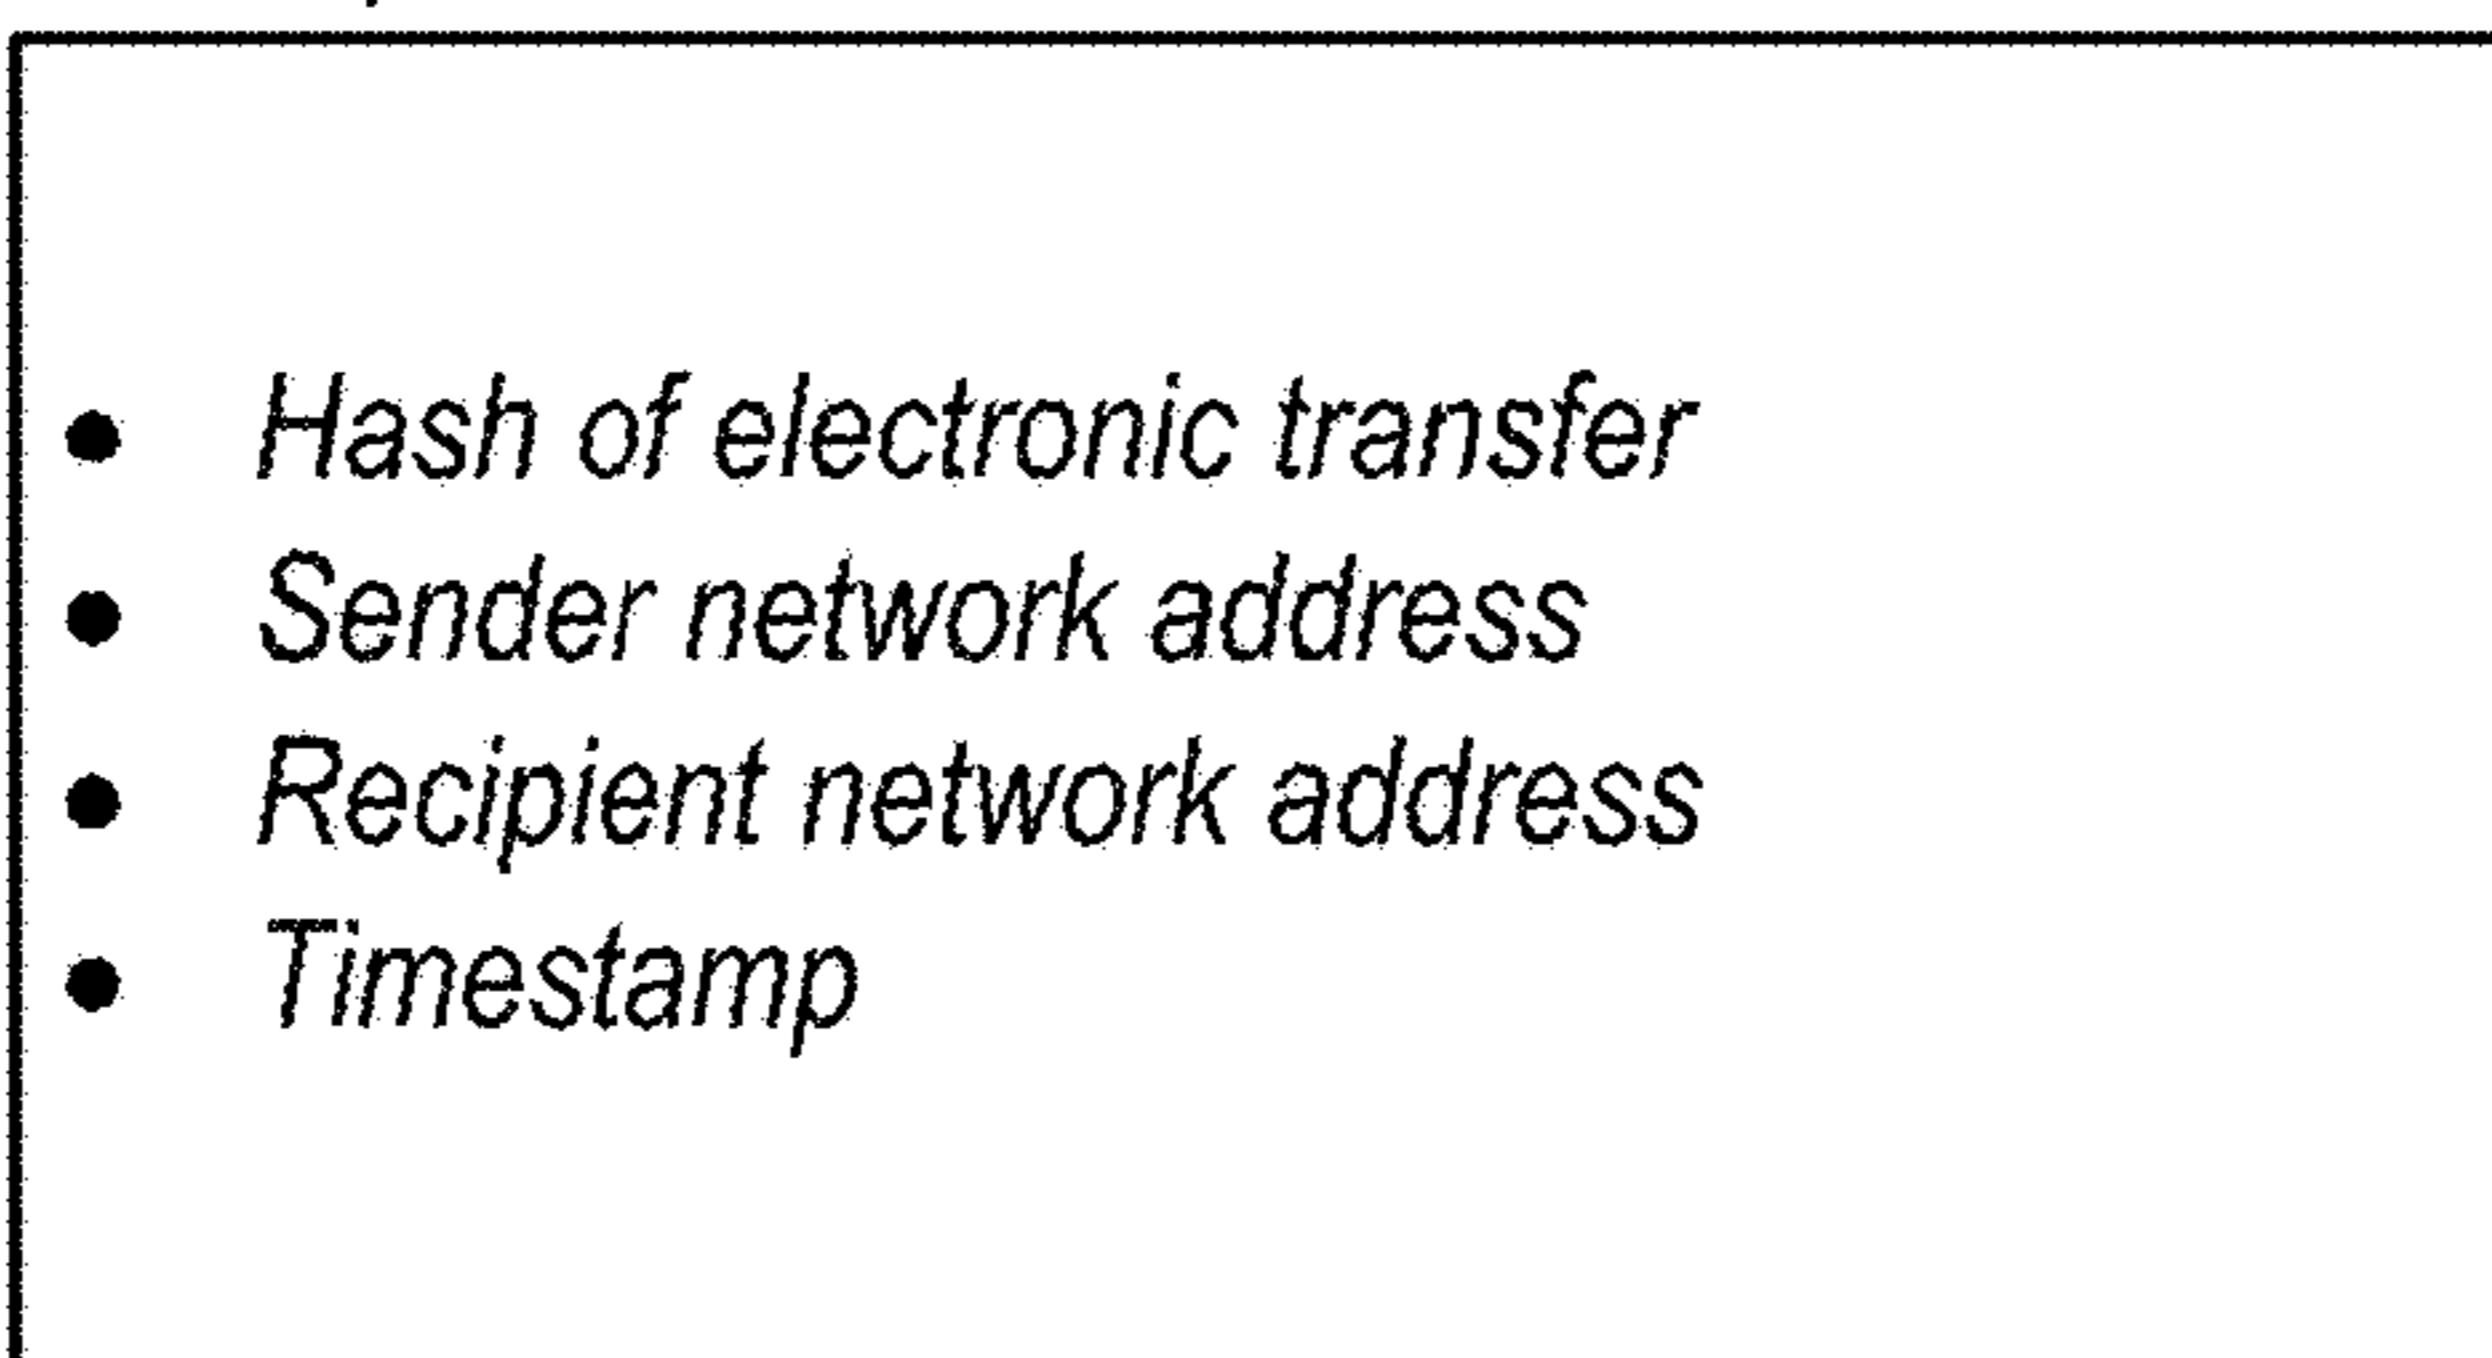 • Hash of electronic transfer
• Sender network address
• Recipient network address
• Timestamp